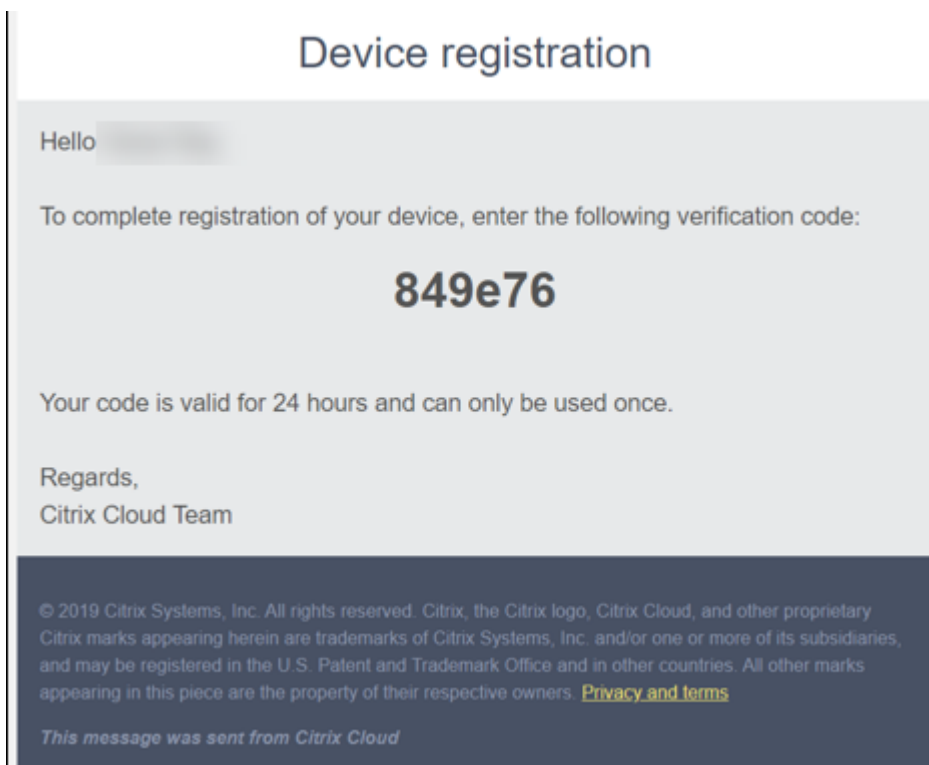 Device registration
Hello
To complete registration of your device, enter the following verification code:
849e76
Your code is valid for 24 hours and can only be used once.
Regards,
Citrix Cloud Team
© 2019 Citrix Systems, Inc. All rights reserved. Citrix, the Citrix logo, Citrix Cloud, and other proprietary
Citrix marks appearing herein are trademarks of Citrix Systems, Inc. and/or one or more of its subsidiaries,
and may be registered in the U.S. Patent and Trademark Office and in other countries. All other marks
appearing in this piece are the property of their respective owners. Privacy and terms
This message was sent from Citrix Cloud